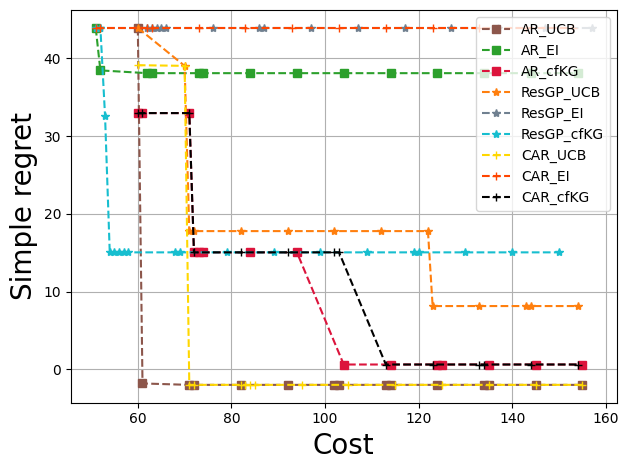 Simple regret
40
30
20
10
0
60
80
100
120
140
160
Cost
AR_UCB
AR_EI
AR_cfKG
ResGP_UCB
ResGP_EI
ResGP_cfKG
CAR_UCB
CAR_EI
CAR_cfKG